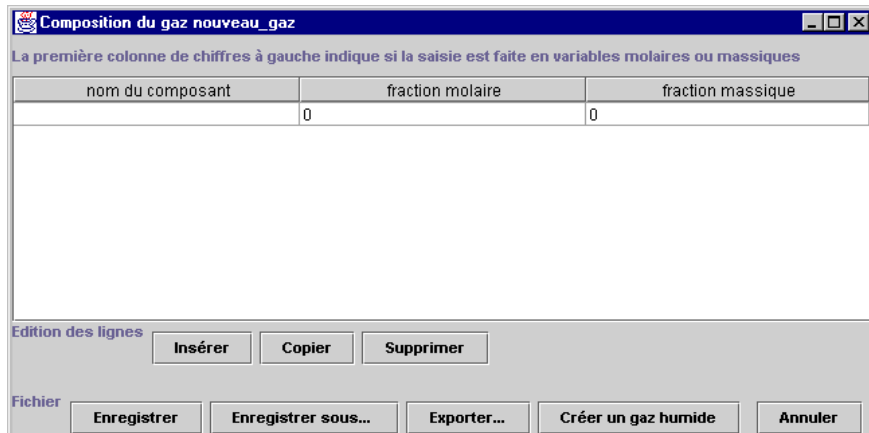 Composition du gaz nouveau_gaz
La première colonne de chiffres à gauche indique si la saisie est faite en variables molaires ou massiques
nom du composant fraction molaire fraction massique
0 0
Edition des lignes Insérer Copier Supprimer
Fichier Enregistrer Enregistrer sous... Exporter... Créer un gaz humide Annuler